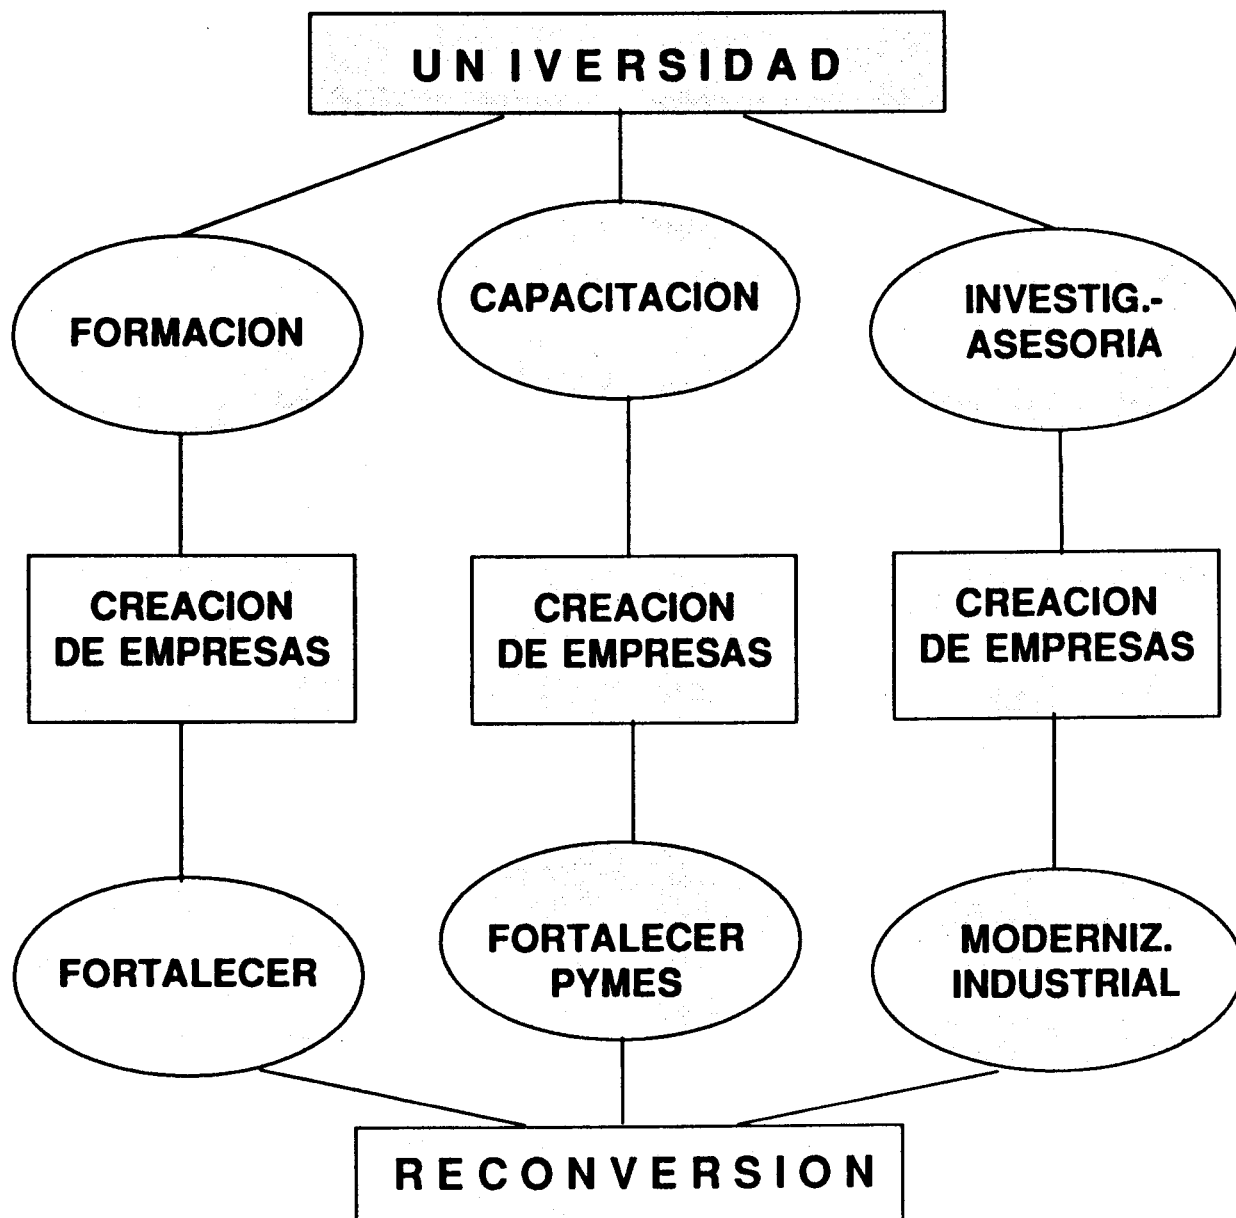 UNIVERSIDAD
FORMACION
CAPACITACION
INVESTIG.-
ASESORIA
CREACION
DE EMPRESAS
CREACION
DE EMPRESAS
CREACION
DE EMPRESAS
FORTALECER
FORTALECER
PYMES
MODERNIZ.
INDUSTRIAL
RECONVERSION